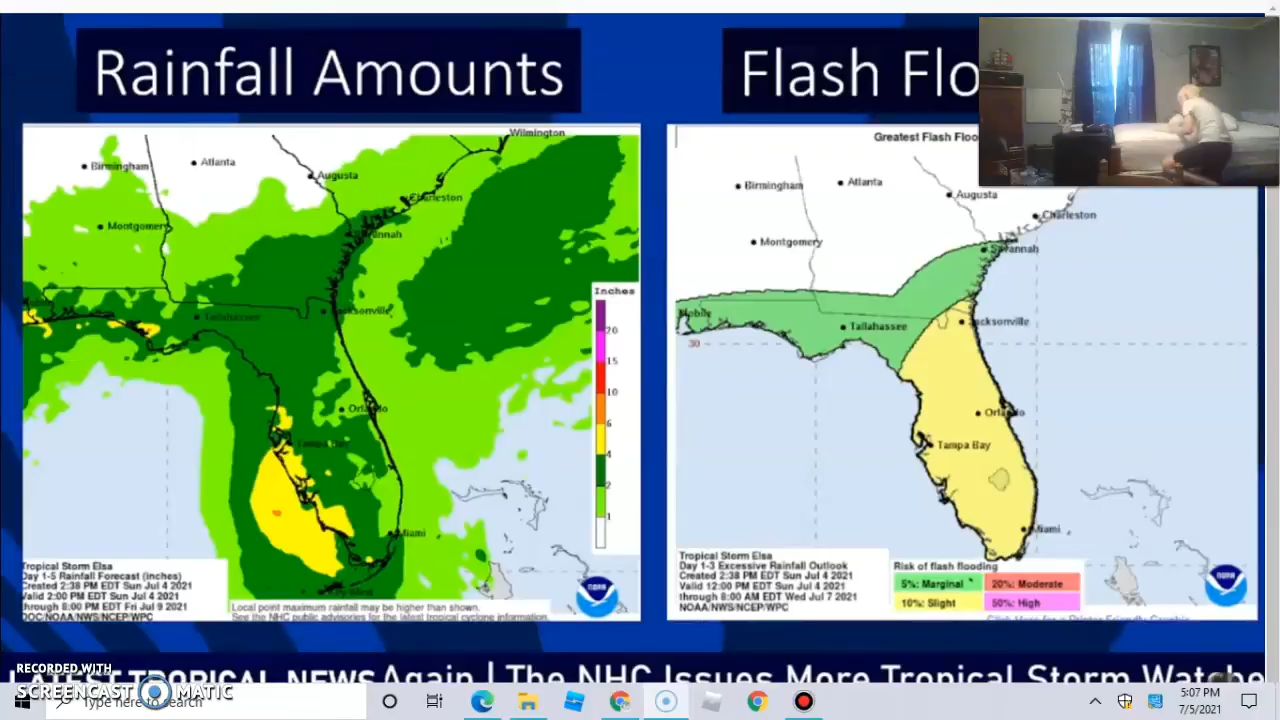 Rainfall Amounts
Flash Flo
Wilmington
Birmingham
Atlanta
Augusta
Charleston
Montgomery
Savannah
Tallahassee
Jacksonville
Orlando
Tampa Bay
Miami
Inches
20
15
10
6
4
2
1
Tropical Storm Elsa
Day 1-5 Rainfall Forecast (inches)
Created 2:38 PM EDT Sun Jul 4 2021
Valid 2:00 PM EDT Sun Jul 4 2021
through 8:00 PM EDT Fri Jul 9 2021
DOC/NOAA/NWS/NCEP/WPC
Local point maximum rainfall may be higher than shown.
See the NHC public advisories for the latest tropical cyclone information.
NOAA
Greatest Flash Floo
Birmingham
Atlanta
Augusta
Charleston
Montgomery
Savannah
Mobile
Tallahassee
Jacksonville
30
Orlando
Tampa Bay
Miami
Tropical Storm Elsa
Day 1-3 Excessive Rainfall Outlook
Created 2:38 PM EDT Sun Jul 4 2021
Valid 12:00 PM EDT Sun Jul 4 2021
through 8:00 AM EDT Wed Jul 7 2021
NOAA/NWS/NCEP/WPC
Risk of flash flooding
5%: Marginal
20%: Moderate
10%: Slight
50%: High
NOAA
Click Here for a Printer Friendly Graphic
LATEST TROPICAL NEWS
Again | The NHC Issues More Tropical Storm Watche
RECORDED WITH
SCREENCAST MATIC
Type here to search
5:07 PM
7/5/2021